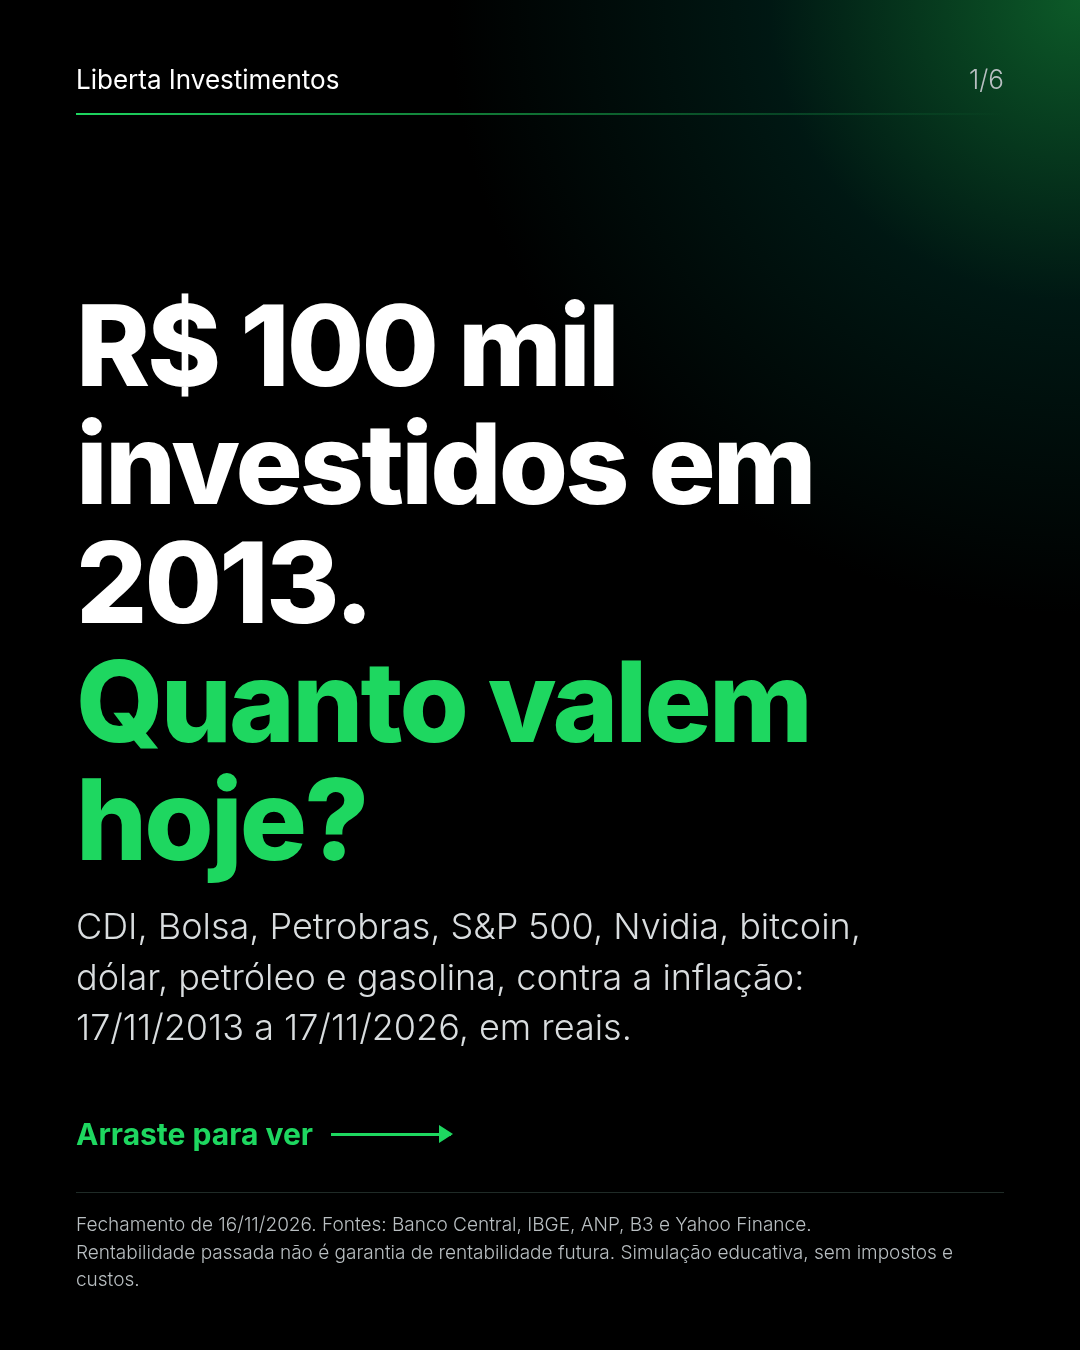 Liberta Investimentos
1/6
R$ 100 mil
investidos em
2013.
Quanto valem
hoje?
CDI, Bolsa, Petrobras, S&P 500, Nvidia, bitcoin,
dólar, petróleo e gasolina, contra a inflação:
17/11/2013 a 17/11/2026, em reais.
Arraste para ver
Fechamento de 16/11/2026. Fontes: Banco Central, IBGE, ANP, B3 e Yahoo Finance.
Rentabilidade passada não é garantia de rentabilidade futura. Simulação educativa, sem impostos e
custos.